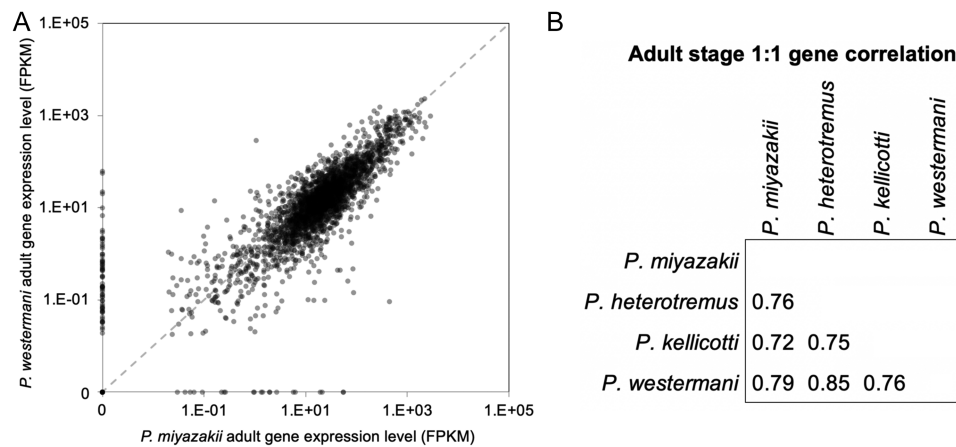 A
1.E+05
1.E+03
1.E+01
1.E-01
0
P. westermani adult gene expression level (FPKM)
0
1.E-01
1.E+01
1.E+03
1.E+05
P. miyazakii adult gene expression level (FPKM)
B
Adult stage 1:1 gene correlation
P. miyazakii
P. heterotremus
P. kellicotti
P. westermani
P. miyazakii
P. heterotremus 0.76
P. kellicotti 0.72 0.75
P. westermani 0.79 0.85 0.76